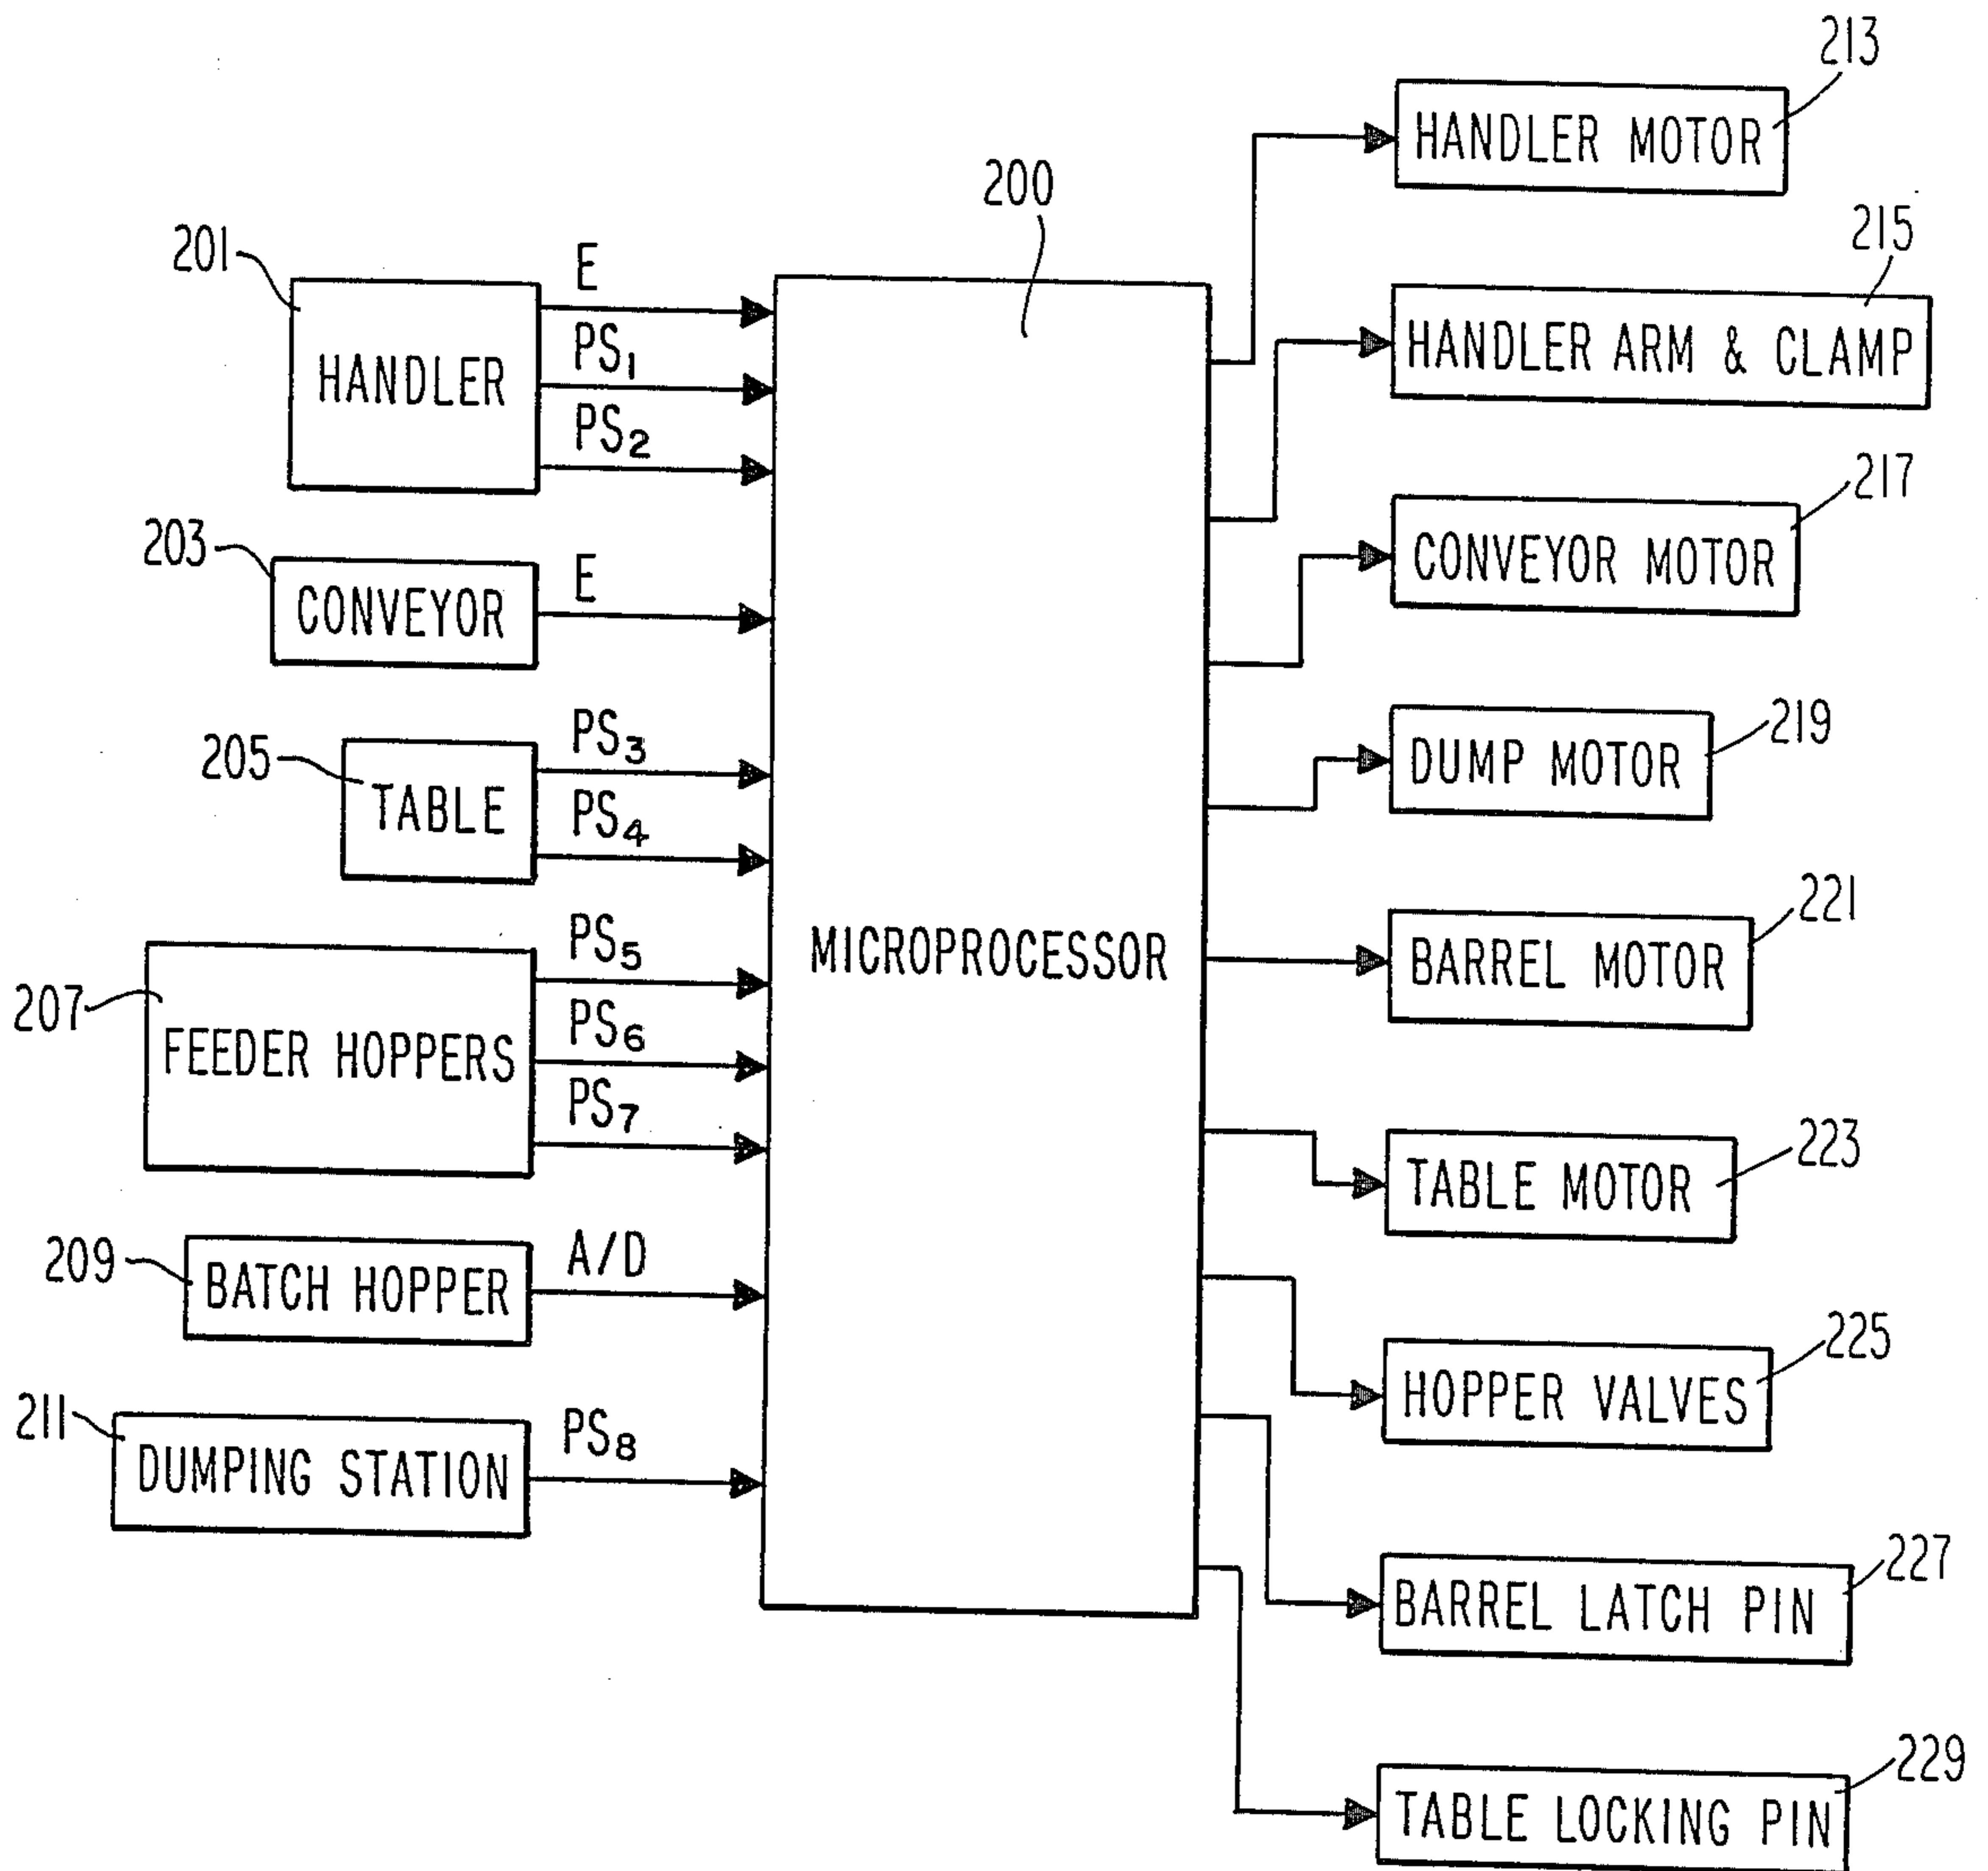 213
HANDLER MOTOR
200
215
201
E
HANDLER
PS₁
PS₂
HANDLER ARM & CLAMP
217
203
CONVEYOR
E
CONVEYOR MOTOR
219
205
TABLE
PS₃
PS₄
DUMP MOTOR
221
207
FEEDER HOPPERS
PS₅
PS₆
PS₇
MICROPROCESSOR
BARREL MOTOR
223
TABLE MOTOR
209
BATCH HOPPER
A/D
225
HOPPER VALVES
211
DUMPING STATION
PS₈
227
BARREL LATCH PIN
229
TABLE LOCKING PIN